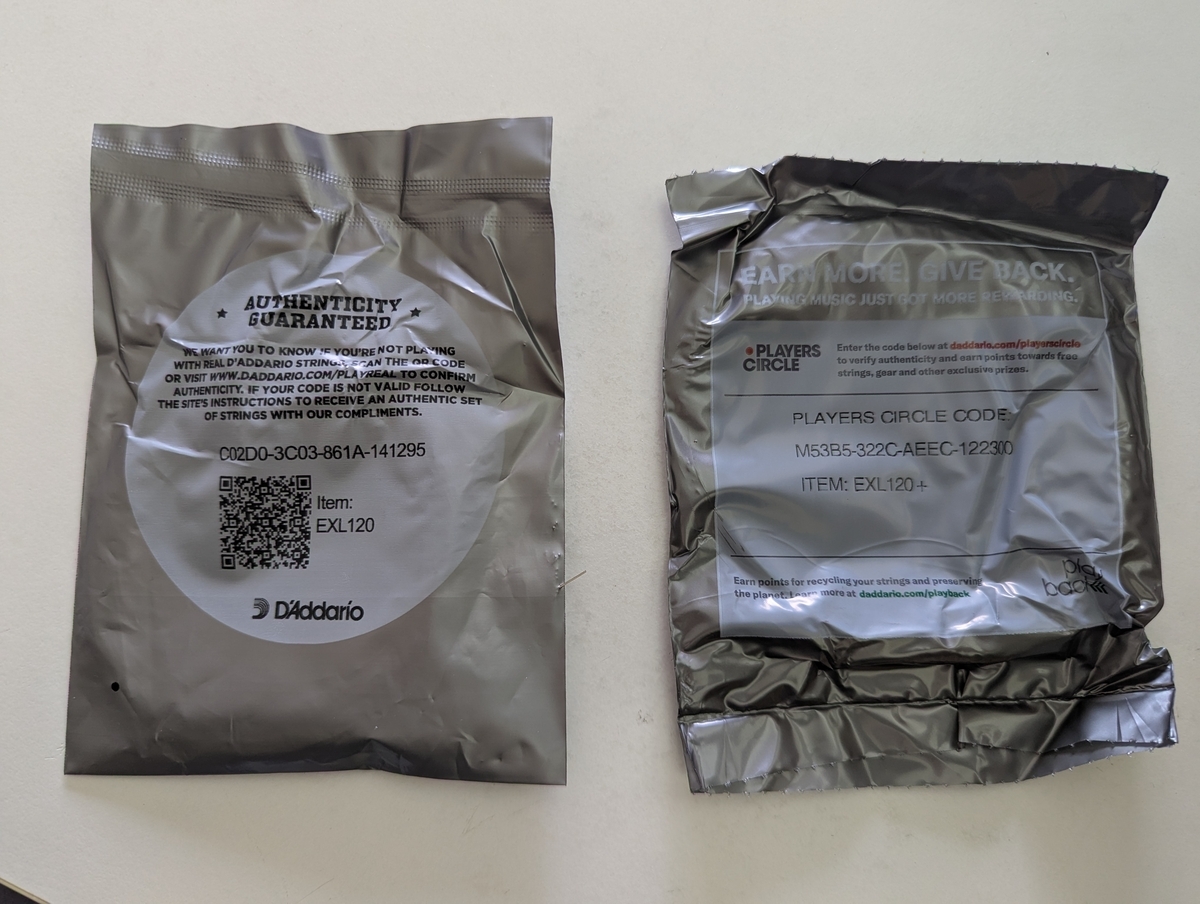 AUTHENTICITY
GUARANTEED
WE WANT YOU TO KNOW IF YOU'RE NOT PLAYING
WITH REAL D'ADDARIO STRINGS, SCAN THE QR CODE
OR VISIT WWW.DADDARIO.COM/PLAYREAL TO CONFIRM
AUTHENTICITY. IF YOUR CODE IS NOT VALID FOLLOW
THE SITE'S INSTRUCTIONS TO RECEIVE AN AUTHENTIC SET
OF STRINGS WITH OUR COMPLIMENTS.
C02D0-3C03-861A-141295
Item:
EXL120
D'Addario
EARN MORE. GIVE BACK.
PLAYING MUSIC JUST GOT MORE REWARDING.
PLAYERS
CIRCLE
Enter the code below at daddario.com/playerscircle
to verify authenticity and earn points towards free
strings, gear and other exclusive prizes.
PLAYERS CIRCLE CODE:
M53B5-322C-AEEC-122300
ITEM: EXL120+
Earn points for recycling your strings and preserving
the planet. Learn more at daddario.com/playback
play
back